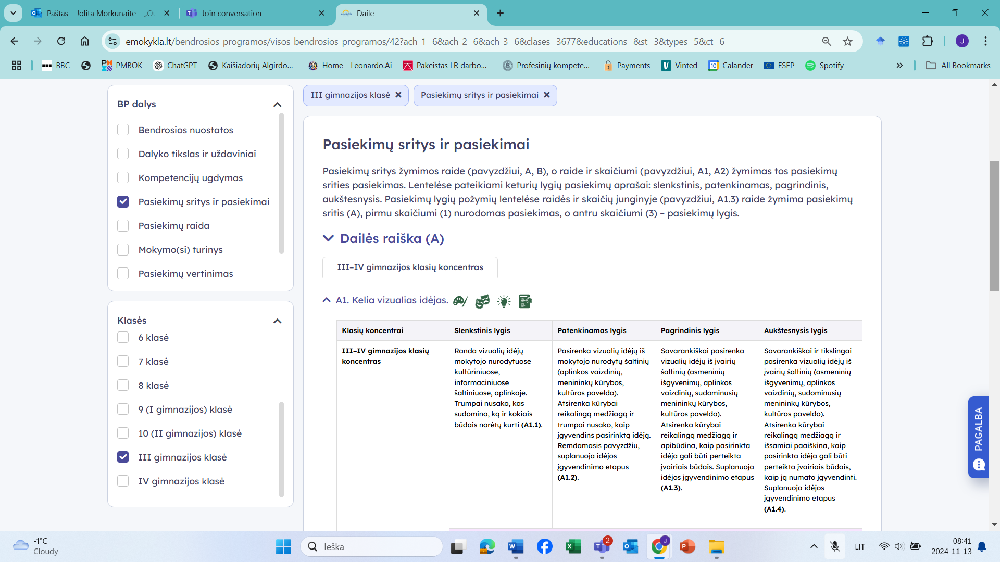 Paštas – Jolita Morkūnaitė – „Ou
Join conversation
Dailė
emokykla.lt/bendrosios-programos/visos-bendrosios-programos/42?ach-1=6&ach-2=6&ach-3=6&clases=3677&educations=&st=3&types=5&ct=6
J
BBC
PMBOK
ChatGPT
Kaišiadorių Algirdo...
Home - Leonardo.Ai
Pakeistas LR darbo...
Profesinių kompete...
Payments
Vinted
Calander
ESEP
Spotify
All Bookmarks
BP dalys
Bendrosios nuostatos
Dalyko tikslas ir uždaviniai
Kompetencijų ugdymas
Pasiekimų sritys ir pasiekimai
Pasiekimų raida
Mokymo(si) turinys
Pasiekimų vertinimas
Klasės
6 klasė
7 klasė
8 klasė
9 (I gimnazijos) klasė
10 (II gimnazijos) klasė
III gimnazijos klasė
IV gimnazijos klasė
III gimnazijos klasė
Pasiekimų sritys ir pasiekimai
Pasiekimų sritys ir pasiekimai
Pasiekimų sritys žymimos raide (pavyzdžiui, A, B), o raide ir skaičiumi (pavyzdžiui, A1, A2) žymimas tos pasiekimų
srities pasiekimas. Lentelėse pateikiami keturių lygių pasiekimų aprašai: slenkstinis, patenkinamas, pagrindinis,
aukštesnysis. Pasiekimų lygių požymių lentelėse raidės ir skaičių junginyje (pavyzdžiui, A1.3) raide žymima pasiekimų
sritis (A), pirmu skaičiumi (1) nurodomas pasiekimas, o antru skaičiumi (3) – pasiekimų lygis.
Dailės raiška (A)
III–IV gimnazijos klasių koncentras
A1. Kelia vizualias idėjas.
Klasių koncentrai
Slenkstinis lygis
Patenkinamas lygis
Pagrindinis lygis
Aukštesnysis lygis
III–IV gimnazijos klasių
koncentras
Randa vizualių idėjų
mokytojo nurodytuose
kultūriniuose,
informaciniuose
šaltiniuose, aplinkoje.
Trumpai nusako, kas
sudomino, ką ir kokiais
būdais norėtų kurti (A1.1).
Pasirenka vizualių idėjų iš
mokytojo nurodytų šaltinių
(aplinkos vaizdinių,
menininkų kūrybos,
kultūros paveldo).
Atsirenka kūrybai
reikalingą medžiagą ir
trumpai nusako, kaip
įgyvendins pasirinktą idėją.
Remdamasis pavyzdžiu,
suplanuoja idėjos
įgyvendinimo etapus
(A1.2).
Savarankiškai pasirenka
vizualių idėjų iš įvairių
šaltinių (asmeninių
išgyvenimų, aplinkos
vaizdinių, sudominusių
menininkų kūrybos,
kultūros paveldo).
Atsirenka kūrybai
reikalingą medžiagą ir
apibūdina, kaip pasirinkta
idėja gali būti perteikta
įvairiais būdais. Suplanuoja
idėjos įgyvendinimo etapus
(A1.3).
Savarankiškai ir tikslingai
pasirenka vizualių idėjų iš
įvairių šaltinių (asmeninių
išgyvenimų, aplinkos
vaizdinių, sudominusių
menininkų kūrybos,
kultūros paveldo).
Atsirenka kūrybai
reikalingą medžiagą ir
išsamiai paaiškina, kaip
pasirinkta idėja gali būti
perteikta įvairiais būdais,
kaip ją numato įgyvendinti.
Suplanuoja idėjos
įgyvendinimo etapus
(A1.4).
PAGALBA
-1°C
Cloudy
Ieška
2
J
LIT
08:41
2024-11-13